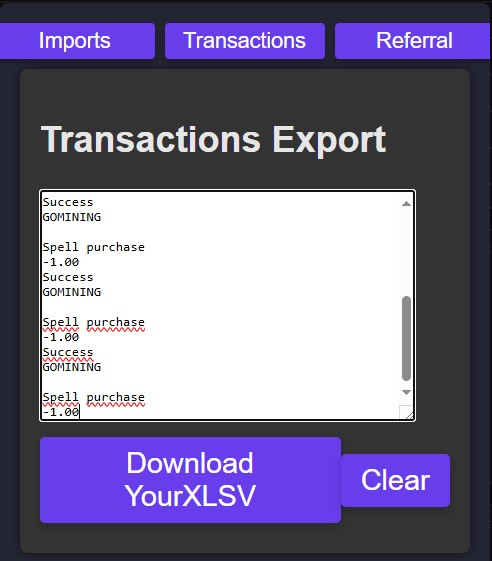 Imports
Transactions
Referral
Transactions Export
Success
GOMINING
Spell purchase
-1.00
Success
GOMINING
Spell purchase
-1.00
Success
GOMINING
Spell purchase
-1.00
Download
YourXLSV
Clear